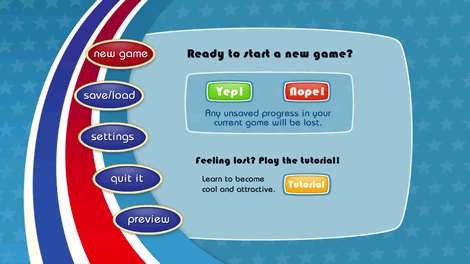 new game
save/load
settings
quit it
preview
Ready to start a new game?
Yep! Nope!
Any unsaved progress in your
current game will be lost.
Feeling lost? Play the tutorial!
Learn to become
cool and attractive.
Tutorial